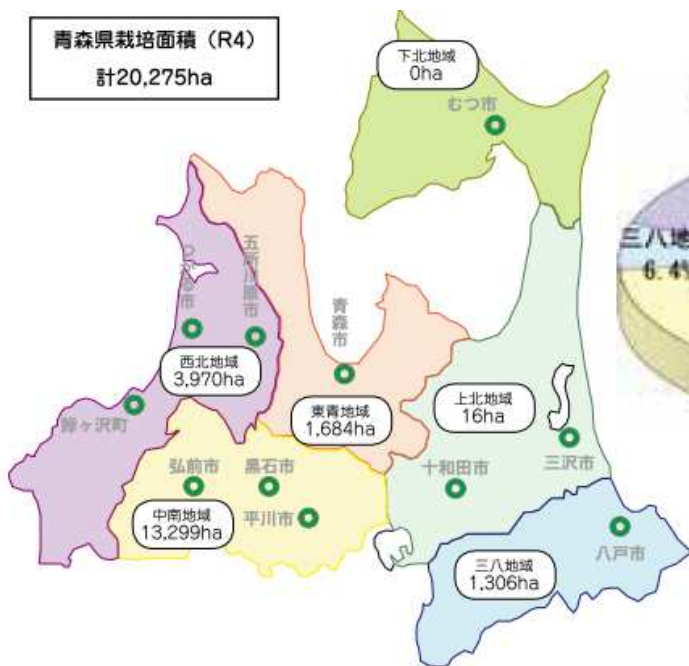 青森県栽培面積（R4）
計20,275ha
下北地域
0ha
むつ市
五所川原市
青森市
西北地域
3,970ha
東青地域
1,684ha
上北地域
16ha
鰺ヶ沢町
弘前市
黒石市
平川市
十和田市
三沢市
中南地域
13,299ha
三八地域
1,306ha
八戸市
三八地
6.4%